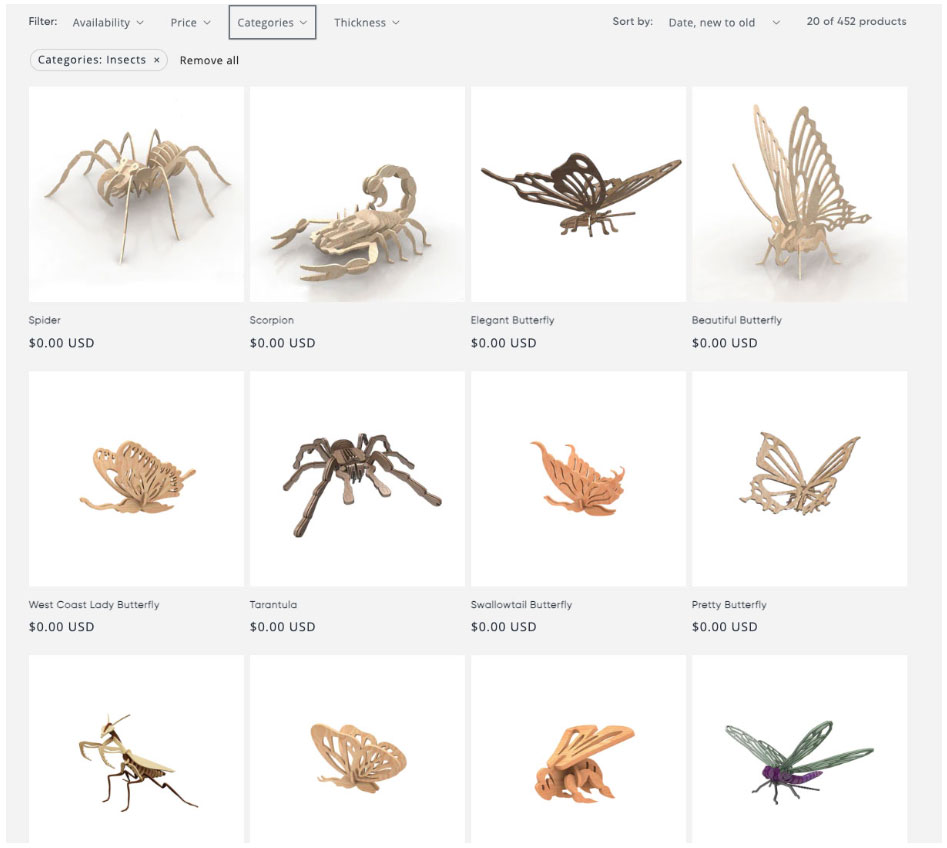 Filter: Availability Price Categories Thickness Sort by: Date, new to old 20 of 452 products
Categories: Insects × Remove all
Spider Scorpion Elegant Butterfly Beautiful Butterfly
$0.00 USD $0.00 USD $0.00 USD $0.00 USD
West Coast Lady Butterfly Tarantula Swallowtail Butterfly Pretty Butterfly
$0.00 USD $0.00 USD $0.00 USD $0.00 USD